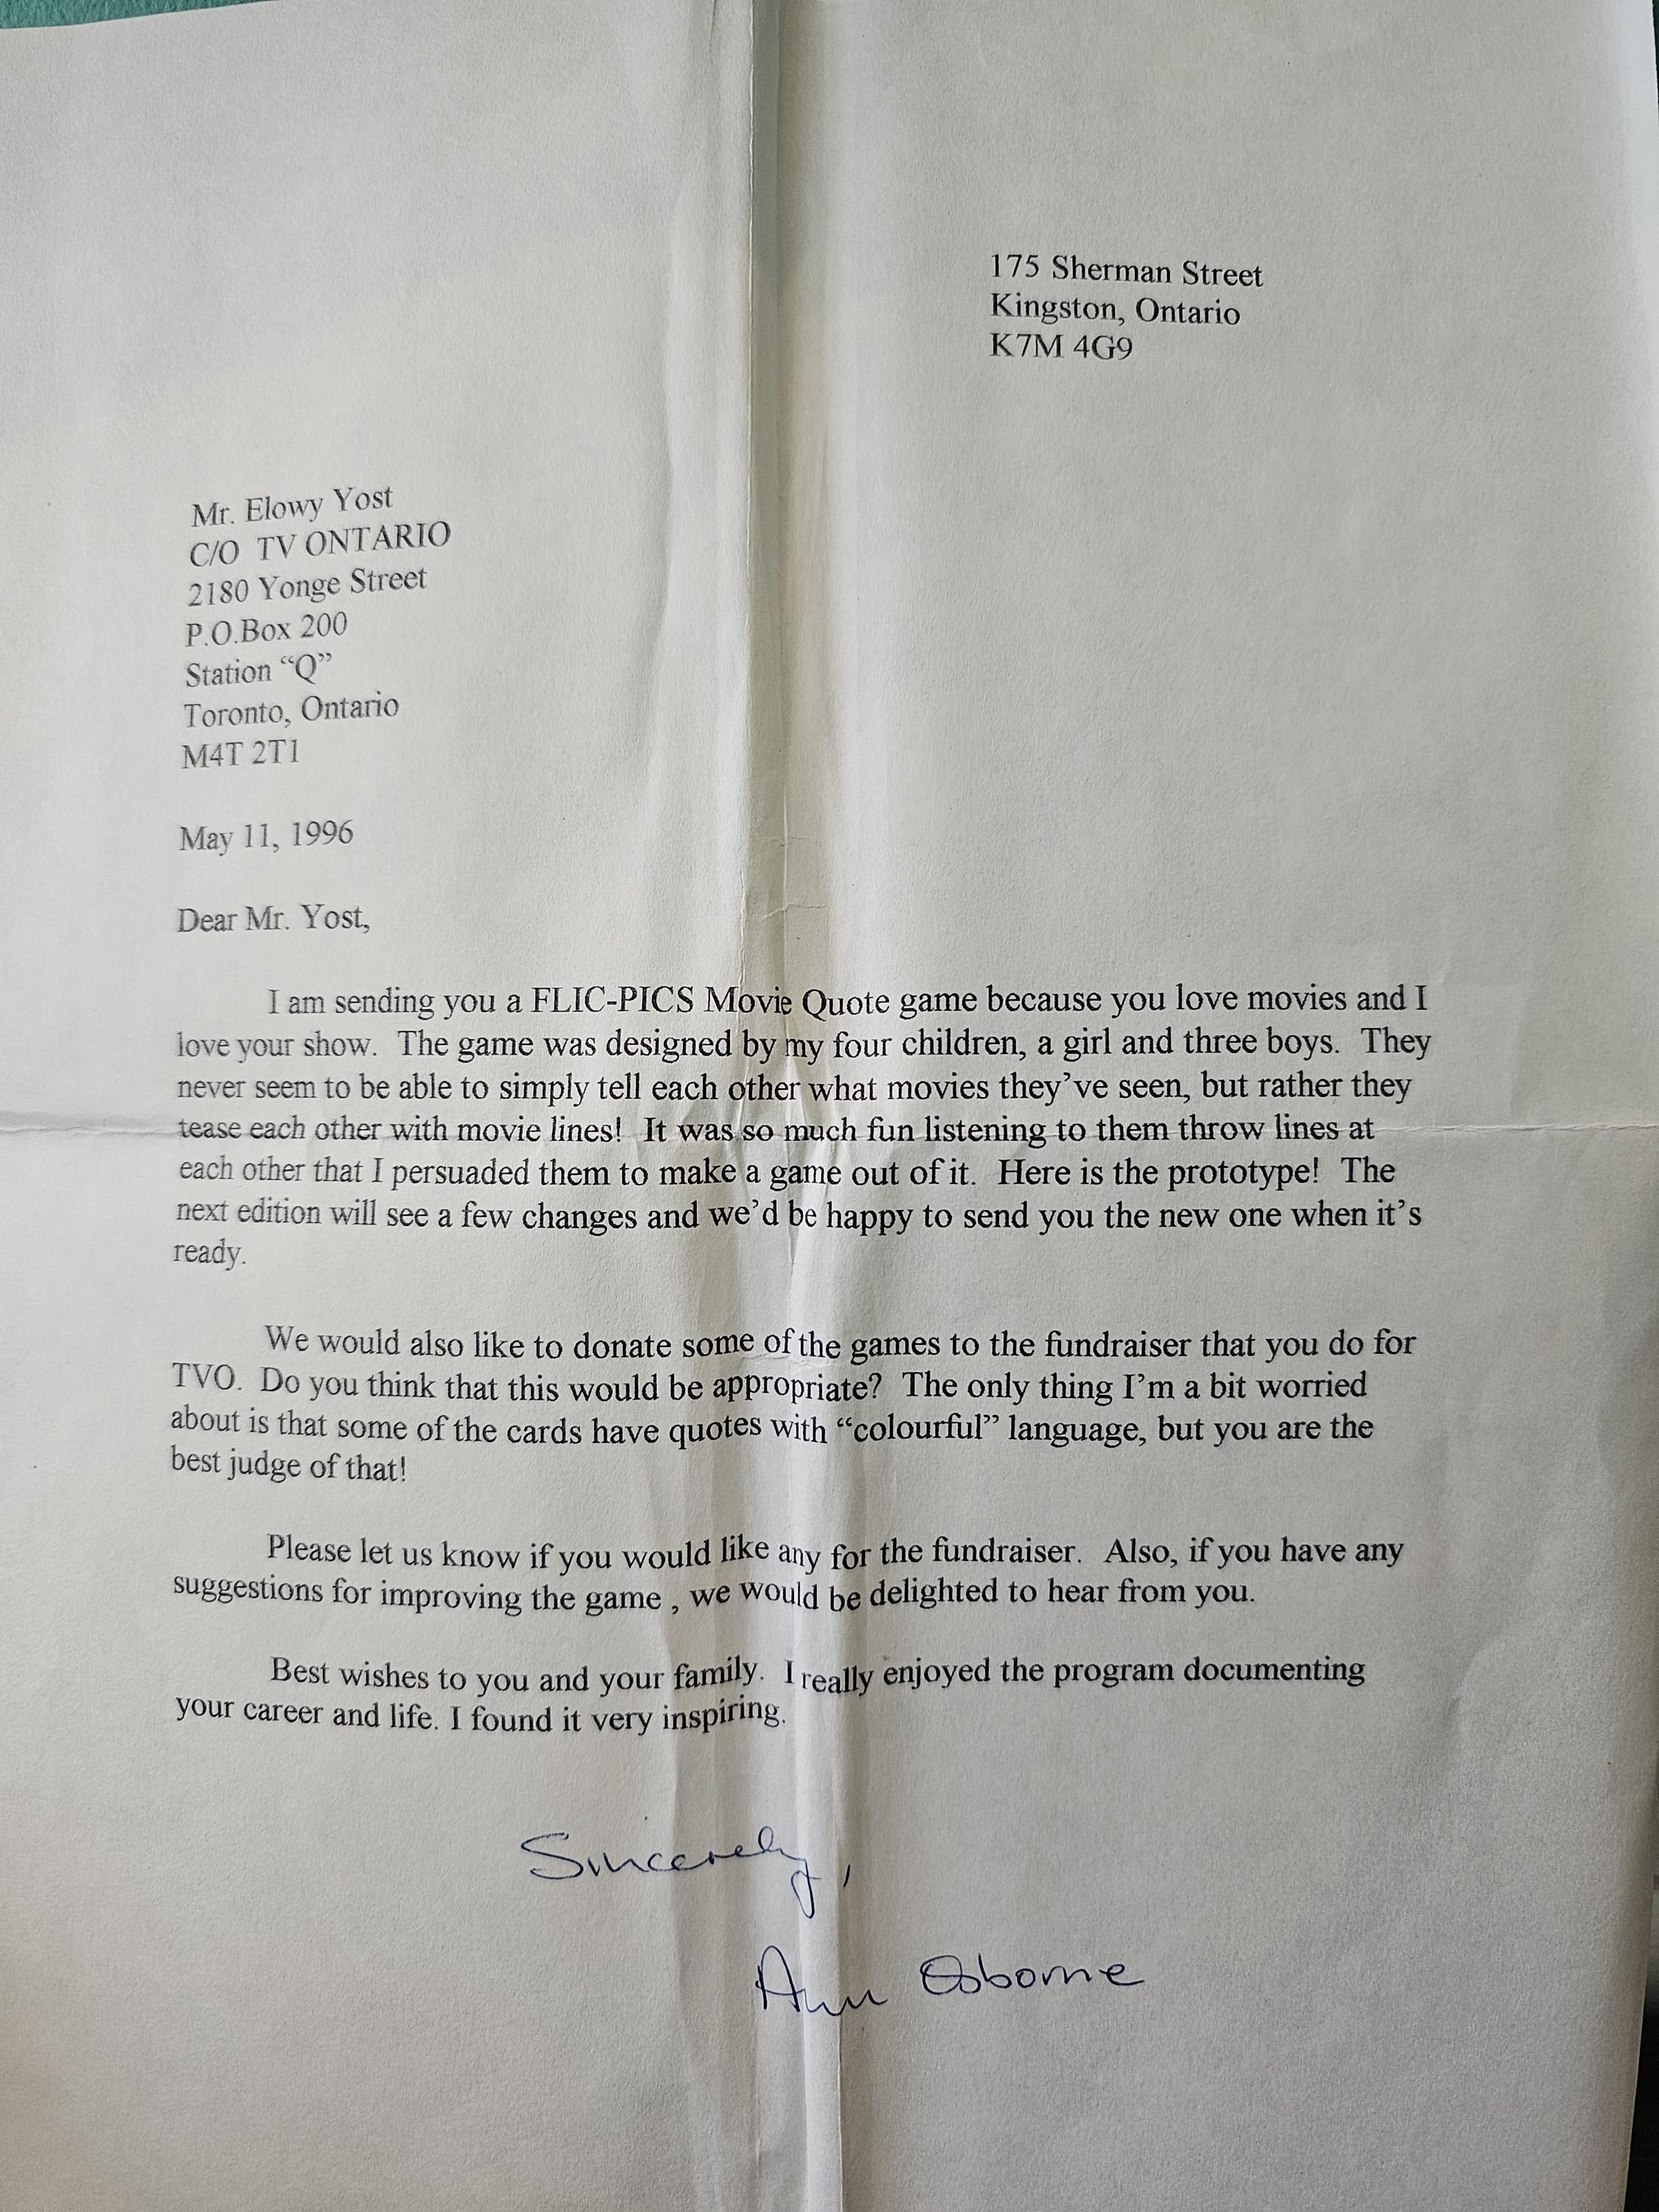 175 Sherman Street
Kingston, Ontario
K7M 4G9
Mr. Elowy Yost
C/O TV ONTARIO
2180 Yonge Street
P.O.Box 200
Station “Q”
Toronto, Ontario
M4T 2T1
May 11, 1996
Dear Mr. Yost,
I am sending you a FLIC-PICS Movie Quote game because you love movies and I
love your show. The game was designed by my four children, a girl and three boys. They
never seem to be able to simply tell each other what movies they’ve seen, but rather they
tease each other with movie lines! It was so much fun listening to them throw lines at
each other that I persuaded them to make a game out of it. Here is the prototype! The
next edition will see a few changes and we’d be happy to send you the new one when it’s
ready.
We would also like to donate some of the games to the fundraiser that you do for
TVO. Do you think that this would be appropriate? The only thing I’m a bit worried
about is that some of the cards have quotes with “colourful” language, but you are the
best judge of that!
Please let us know if you would like any for the fundraiser. Also, if you have any
suggestions for improving the game , we would be delighted to hear from you.
Best wishes to you and your family. I really enjoyed the program documenting
your career and life. I found it very inspiring.
Sincerely,
Ann Osborne